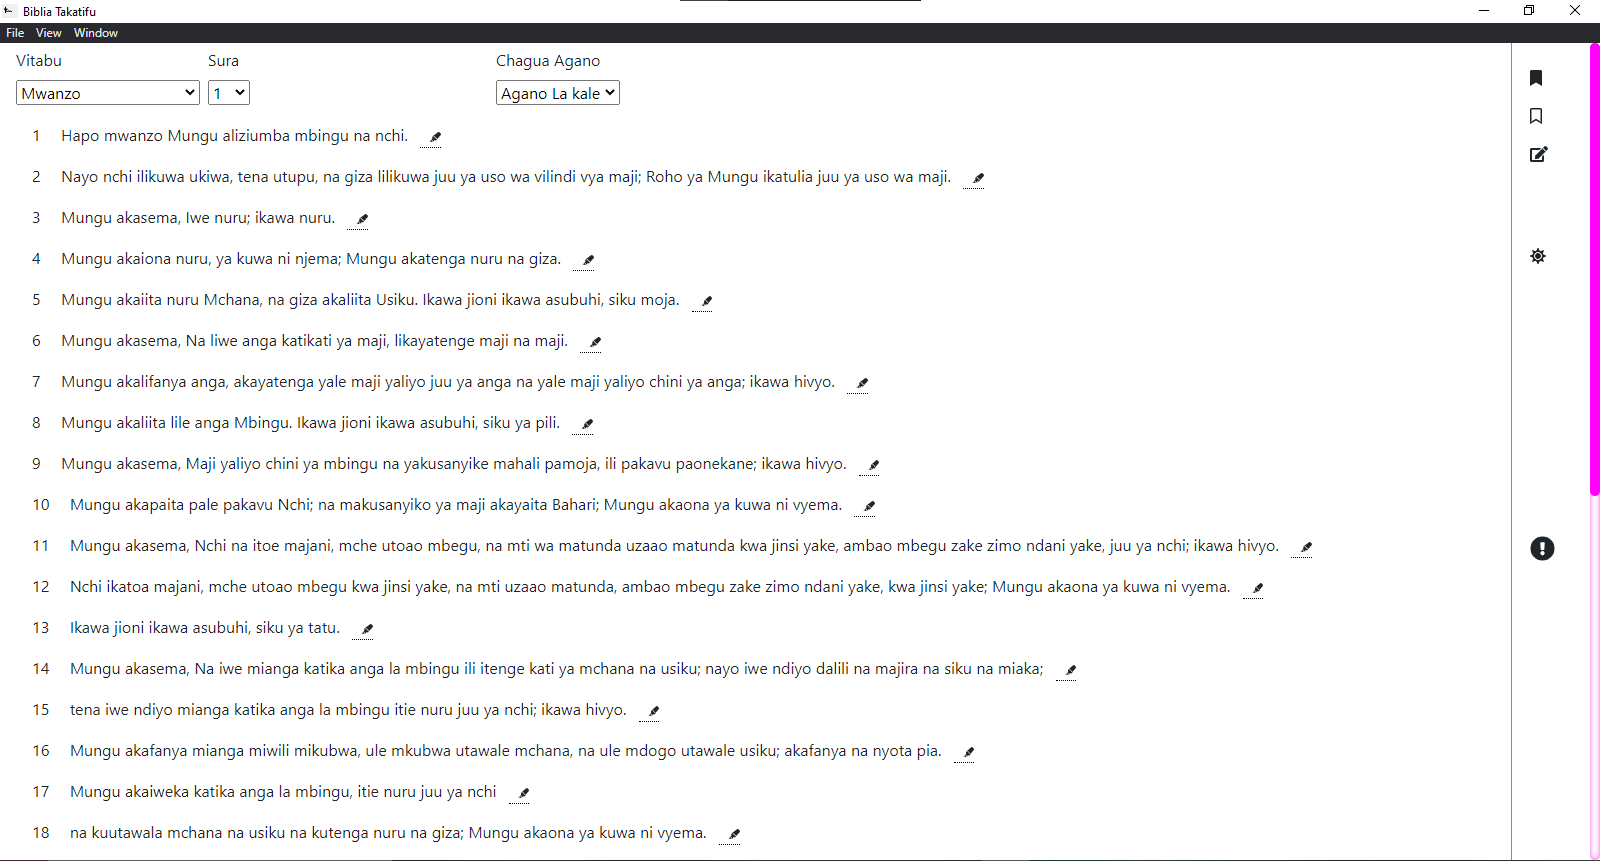 Biblia Takatifu
File View Window
Vitabu Sura Chagua Agano
Mwanzo 1 Agano La kale
1 Hapo mwanzo Mungu aliziumba mbingu na nchi.
2 Nayo nchi ilikuwa ukiwa, tena utupu, na giza lilikuwa juu ya uso wa vilindi vya maji; Roho ya Mungu ikatulia juu ya uso wa maji.
3 Mungu akasema, Iwe nuru; ikawa nuru.
4 Mungu akaiona nuru, ya kuwa ni njema; Mungu akatenga nuru na giza.
5 Mungu akaiita nuru Mchana, na giza akaliita Usiku. Ikawa jioni ikawa asubuhi, siku moja.
6 Mungu akasema, Na liwe anga katikati ya maji, likayatenge maji na maji.
7 Mungu akalifanya anga, akayatenga yale maji yaliyo juu ya anga na yale maji yaliyo chini ya anga; ikawa hivyo.
8 Mungu akaliita lile anga Mbingu. Ikawa jioni ikawa asubuhi, siku ya pili.
9 Mungu akasema, Maji yaliyo chini ya mbingu na yakusanyike mahali pamoja, ili pakavu paonekane; ikawa hivyo.
10 Mungu akapaita pale pakavu Nchi; na makusanyiko ya maji akayaita Bahari; Mungu akaona ya kuwa ni vyema.
11 Mungu akasema, Nchi na itoe majani, mche utoao mbegu, na mti wa matunda uzaao matunda kwa jinsi yake, ambao mbegu zake zimo ndani yake, juu ya nchi; ikawa hivyo.
12 Nchi ikatoa majani, mche utoao mbegu kwa jinsi yake, na mti uzaao matunda, ambao mbegu zake zimo ndani yake, kwa jinsi yake; Mungu akaona ya kuwa ni vyema.
13 Ikawa jioni ikawa asubuhi, siku ya tatu.
14 Mungu akasema, Na iwe mianga katika anga la mbingu ili itenge kati ya mchana na usiku; nayo iwe ndiyo dalili na majira na siku na miaka;
15 tena iwe ndiyo mianga katika anga la mbingu itie nuru juu ya nchi; ikawa hivyo.
16 Mungu akafanya mianga miwili mikubwa, ule mkubwa utawale mchana, na ule mdogo utawale usiku; akafanya na nyota pia.
17 Mungu akaiweka katika anga la mbingu, itie nuru juu ya nchi
18 na kuutawala mchana na usiku na kutenga nuru na giza; Mungu akaona ya kuwa ni vyema.